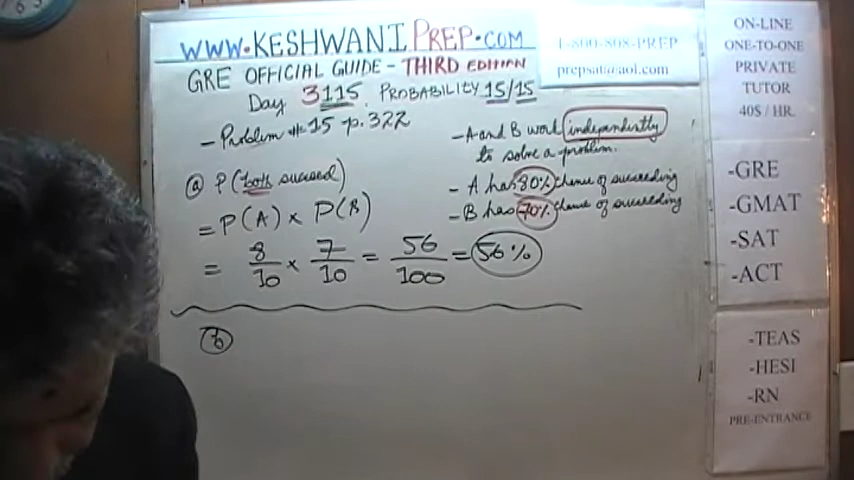 WWW.KESHWANIPREP.COM
GRE OFFICIAL GUIDE - THIRD EDITION
Day 3115. PROBABILITY 15/15
- Problem # 15 p. 322
ⓐ P (both succeed)
= P(A) × P(B)
= 8/10 × 7/10 = 56/100 = 56%
ⓑ
- A and B work independently
to solve a problem.
- A has 80% chance of succeeding
- B has 70% chance of succeeding
1-800-808-PREP
prepsat@aol.com
ON-LINE
ONE-TO-ONE
PRIVATE
TUTOR
40$ / HR.
-GRE
-GMAT
-SAT
-ACT
-TEAS
-HESI
-RN
PRE-ENTRANCE